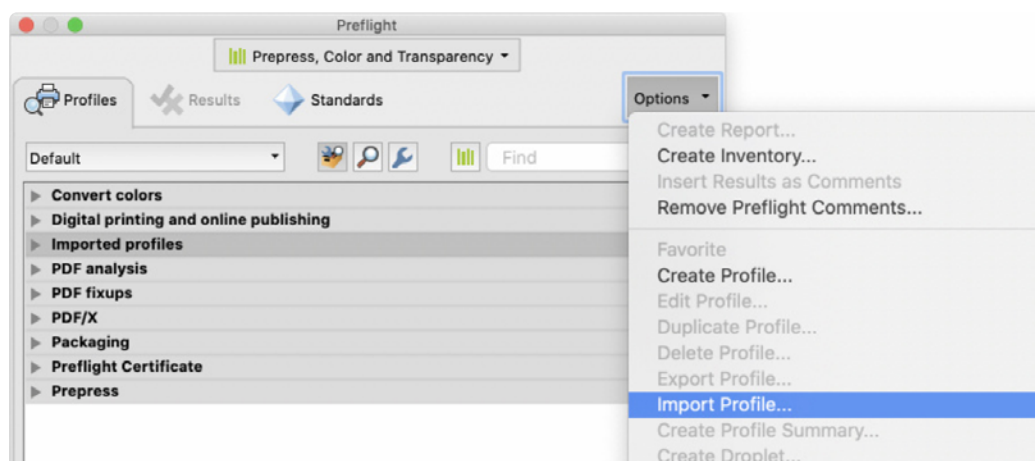 Preflight
Prepress, Color and Transparency
Profiles
Results
Standards
Options
Default
Find
Convert colors
Digital printing and online publishing
Imported profiles
PDF analysis
PDF fixups
PDF/X
Packaging
Preflight Certificate
Prepress
Create Report...
Create Inventory...
Insert Results as Comments
Remove Preflight Comments...
Favorite
Create Profile...
Edit Profile...
Duplicate Profile...
Delete Profile...
Export Profile...
Import Profile...
Create Profile Summary...
Create Droplet...